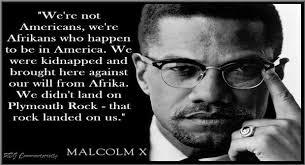 "We're not
Americans, we're
Afrikans who happen
to be in America. We
were kidnapped and
brought here against
our will from Afrika.
We didn't land on
Plymouth Rock - that
rock landed on us."
MALCOLM X